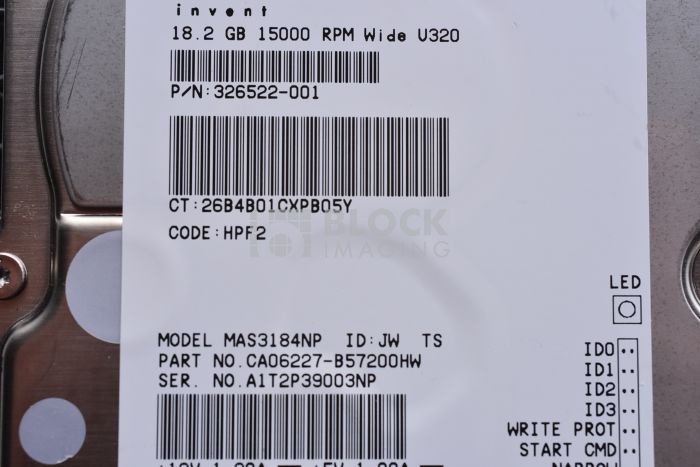 invent
18.2 GB 15000 RPM Wide U320
P/N:326522-001
CT:26B4B01CXPB05Y
BLOCK
IMAGING
CODE:HPF2
LED
MODEL MAS3184NP ID:JW TS
PART NO.CA06227-B57200HW
SER. NO.A1T2P39003NP
ID0
ID1
ID2
ID3
WRITE PROT
START CMD